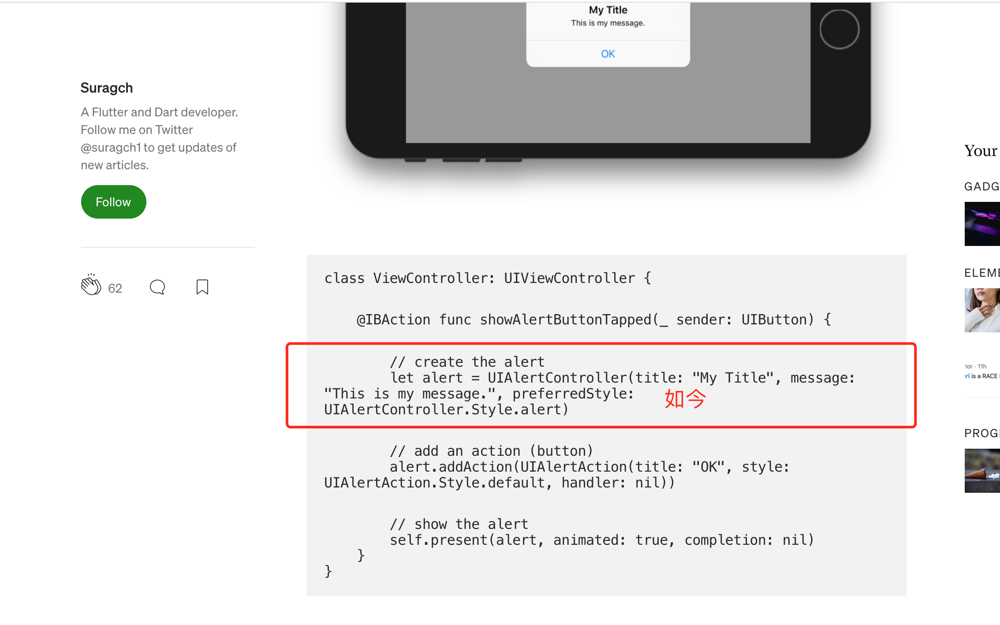 My Title
This is my message.
OK
Suragch
A Flutter and Dart developer.
Follow me on Twitter
@suragch1 to get updates of
new articles.
Follow
62
class ViewController: UIViewController {
@IBAction func showAlertButtonTapped(_ sender: UIButton) {
// create the alert
let alert = UIAlertController(title: "My Title", message:
"This is my message.", preferredStyle:
UIAlertController.Style.alert)
如今
// add an action (button)
alert.addAction(UIAlertAction(title: "OK", style:
UIAlertAction.Style.default, handler: nil))
// show the alert
self.present(alert, animated: true, completion: nil)
}
}
Your
GADG
ELEME
rior · 11h
eri is a RACE
PROG